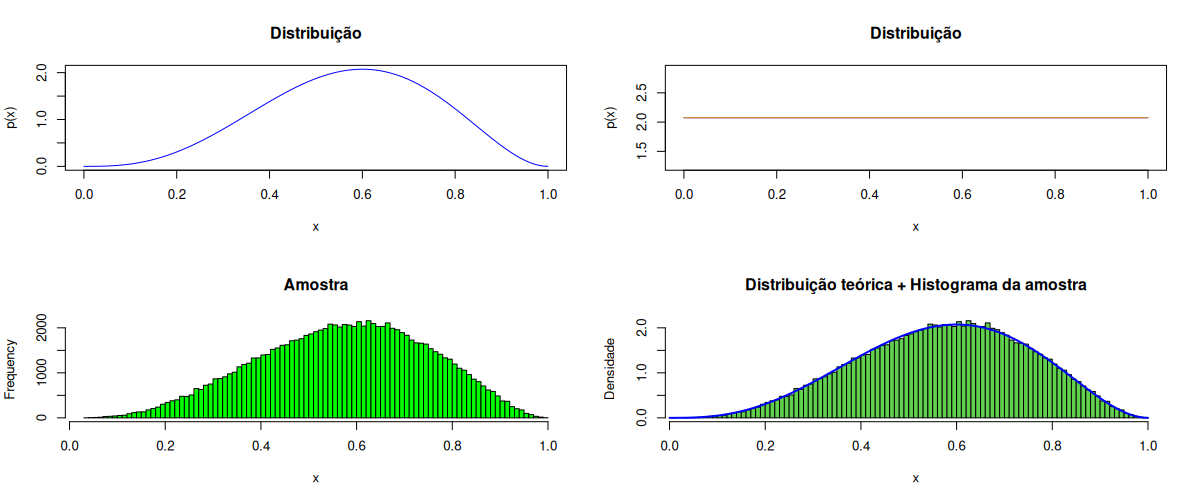 Distribuição
p(x)
0.0 1.0 2.0
0.0 0.2 0.4 0.6 0.8 1.0
x
Distribuição
p(x)
1.5 2.0 2.5
0.0 0.2 0.4 0.6 0.8 1.0
x
Amostra
Frequency
0 1000 2000
0.0 0.2 0.4 0.6 0.8 1.0
x
Distribuição teórica + Histograma da amostra
Densidade
0.0 1.0 2.0
0.0 0.2 0.4 0.6 0.8 1.0
x